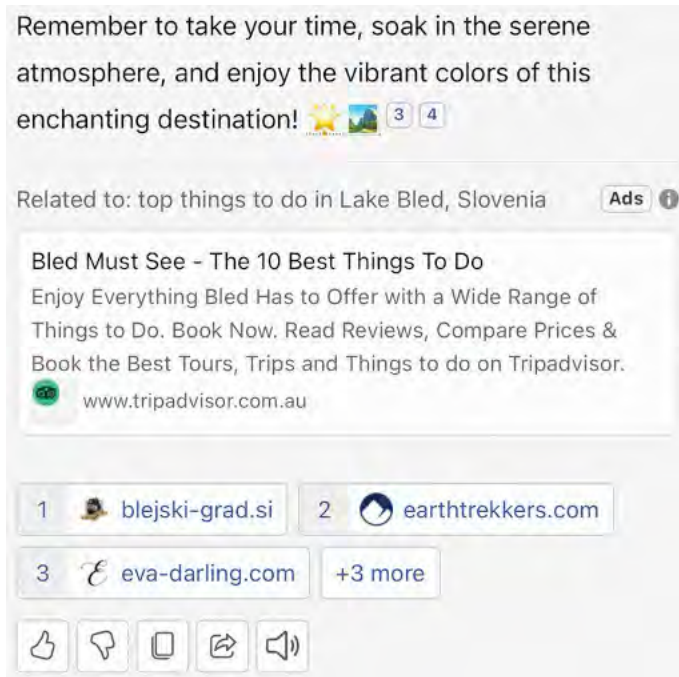 Remember to take your time, soak in the serene
atmosphere, and enjoy the vibrant colors of this
enchanting destination! 🌟 🏞️ 3 4
Related to: top things to do in Lake Bled, Slovenia Ads
Bled Must See - The 10 Best Things To Do
Enjoy Everything Bled Has to Offer with a Wide Range of
Things to Do. Book Now. Read Reviews, Compare Prices &
Book the Best Tours, Trips and Things to do on Tripadvisor.
www.tripadvisor.com.au
1 blejski-grad.si 2 earthtrekkers.com
3 eva-darling.com +3 more